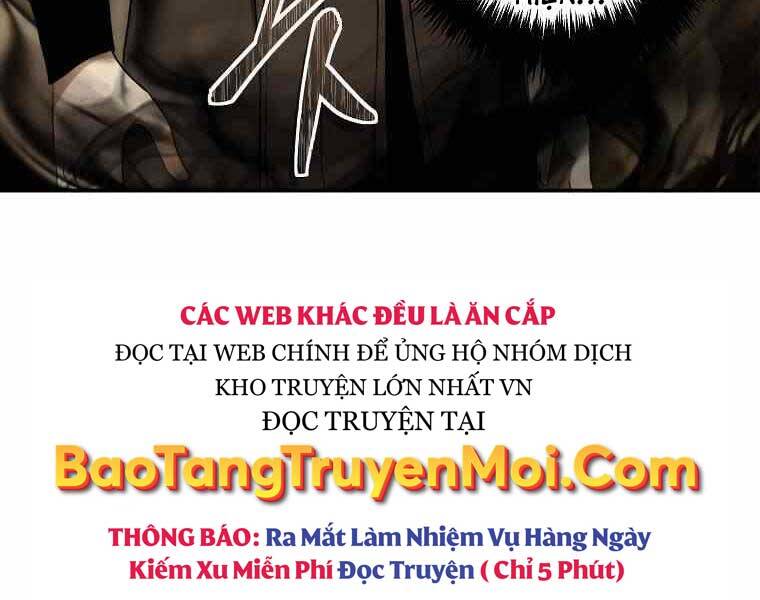 CÁC WEB KHÁC ĐỀU LÀ ĂN CẮP
ĐỌC TẠI WEB CHÍNH ĐỂ ỦNG HỘ NHÓM DỊCH
KHO TRUYỆN LỚN NHẤT VN
ĐỌC TRUYỆN TẠI
BaoTangTruyenMoi.Com
THÔNG BÁO: Ra Mắt Làm Nhiệm Vụ Hàng Ngày
Kiếm Xu Miễn Phí Đọc Truyện ( Chỉ 5 Phút)